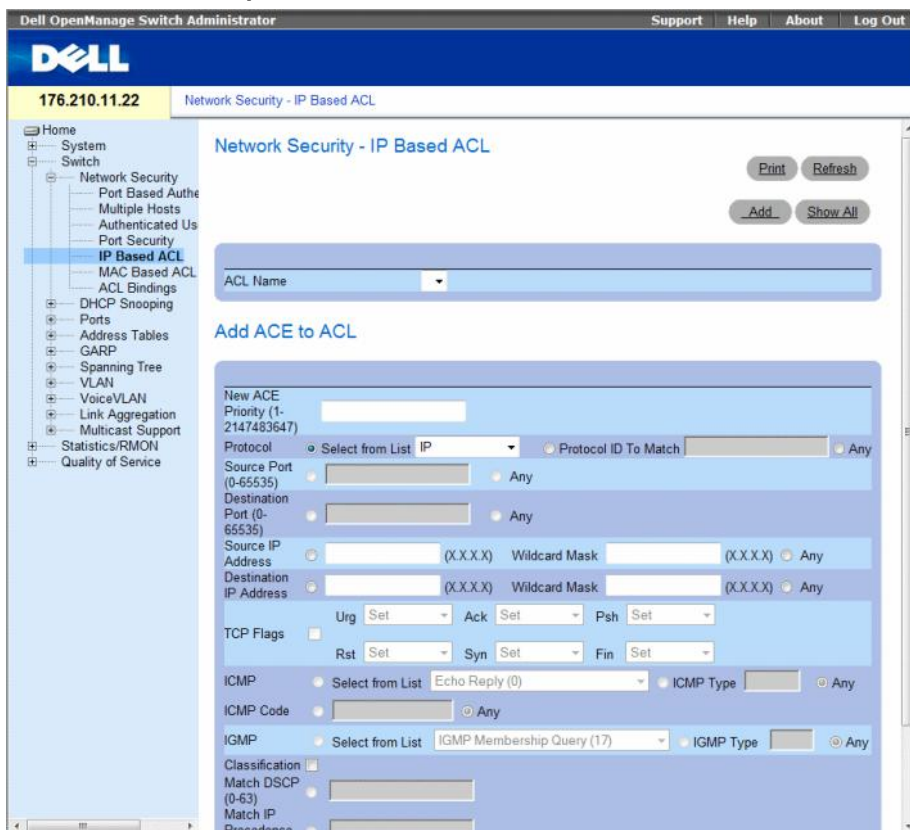 Dell OpenManage Switch Administrator Support Help About Log Out
DELL
176.210.11.22 Network Security - IP Based ACL
Home
System
Switch
Network Security
Port Based Authe
Multiple Hosts
Authenticated Us
Port Security
IP Based ACL
MAC Based ACL
ACL Bindings
DHCP Snooping
Ports
Address Tables
GARP
Spanning Tree
VLAN
VoiceVLAN
Link Aggregation
Multicast Support
Statistics/RMON
Quality of Service
Network Security - IP Based ACL
Print Refresh
Add Show All
ACL Name
Add ACE to ACL
New ACE
Priority (1-
2147483647)
Protocol Select from List IP Protocol ID To Match Any
Source Port
(0-65535) Any
Destination
Port (0-
65535) Any
Source IP
Address (X.X.X.X) Wildcard Mask (X.X.X.X) Any
Destination
IP Address (X.X.X.X) Wildcard Mask (X.X.X.X) Any
TCP Flags Urg Set Ack Set Psh Set
Rst Set Syn Set Fin Set
ICMP Select from List Echo Reply (0) ICMP Type Any
ICMP Code Any
IGMP Select from List IGMP Membership Query (17) IGMP Type Any
Classification
Match DSCP
(0-63)
Match IP
Precedence